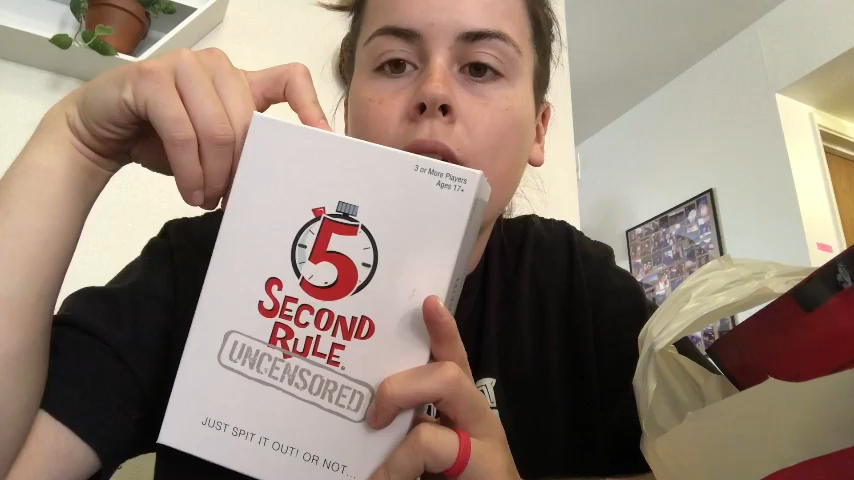 3 or More Players
Ages 17+
5
SECOND
RULE.
UNCENSORED
JUST SPIT IT OUT! OR NOT...